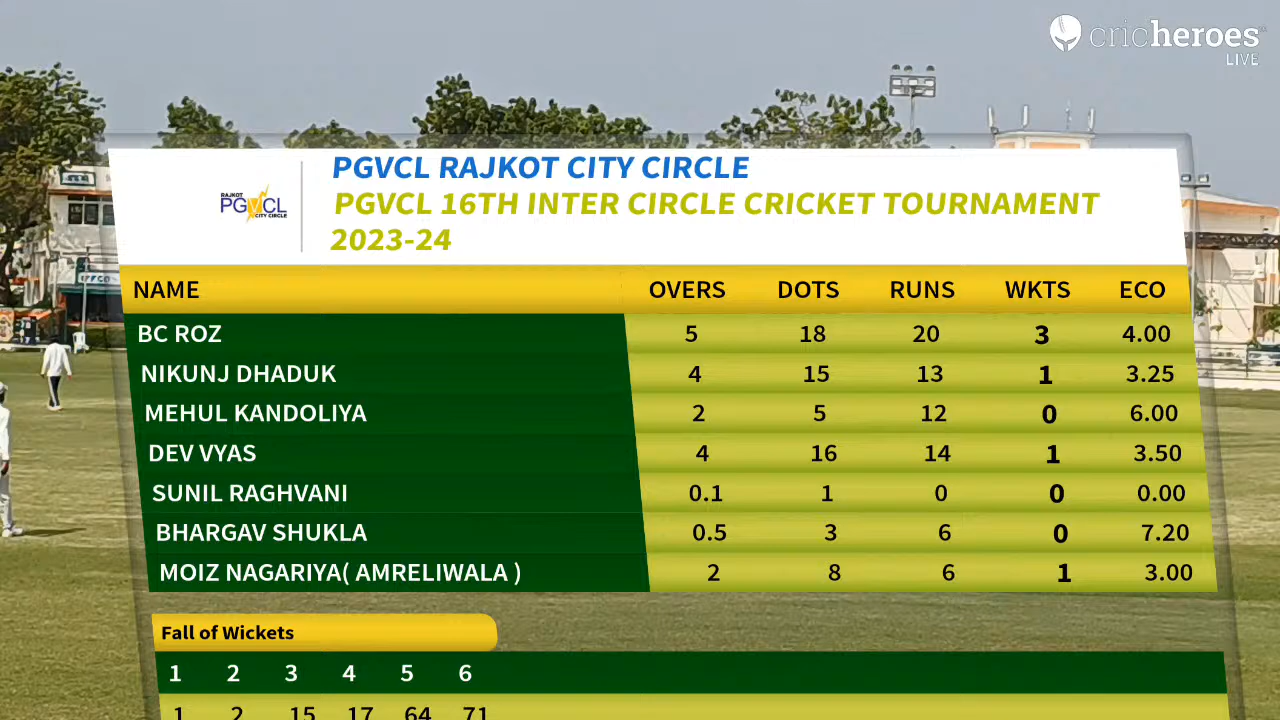 cricheroes
LIVE
PGVCL RAJKOT CITY CIRCLE
PGVCL 16TH INTER CIRCLE CRICKET TOURNAMENT
2023-24
RAJKOT
PGVCL
CITY CIRCLE
NAME OVERS DOTS RUNS WKTS ECO
BC ROZ 5 18 20 3 4.00
NIKUNJ DHADUK 4 15 13 1 3.25
MEHUL KANDOLIYA 2 5 12 0 6.00
DEV VYAS 4 16 14 1 3.50
SUNIL RAGHVANI 0.1 1 0 0 0.00
BHARGAV SHUKLA 0.5 3 6 0 7.20
MOIZ NAGARIYA( AMRELIWALA ) 2 8 6 1 3.00
Fall of Wickets
1 2 3 4 5 6
1 2 15 17 64 71